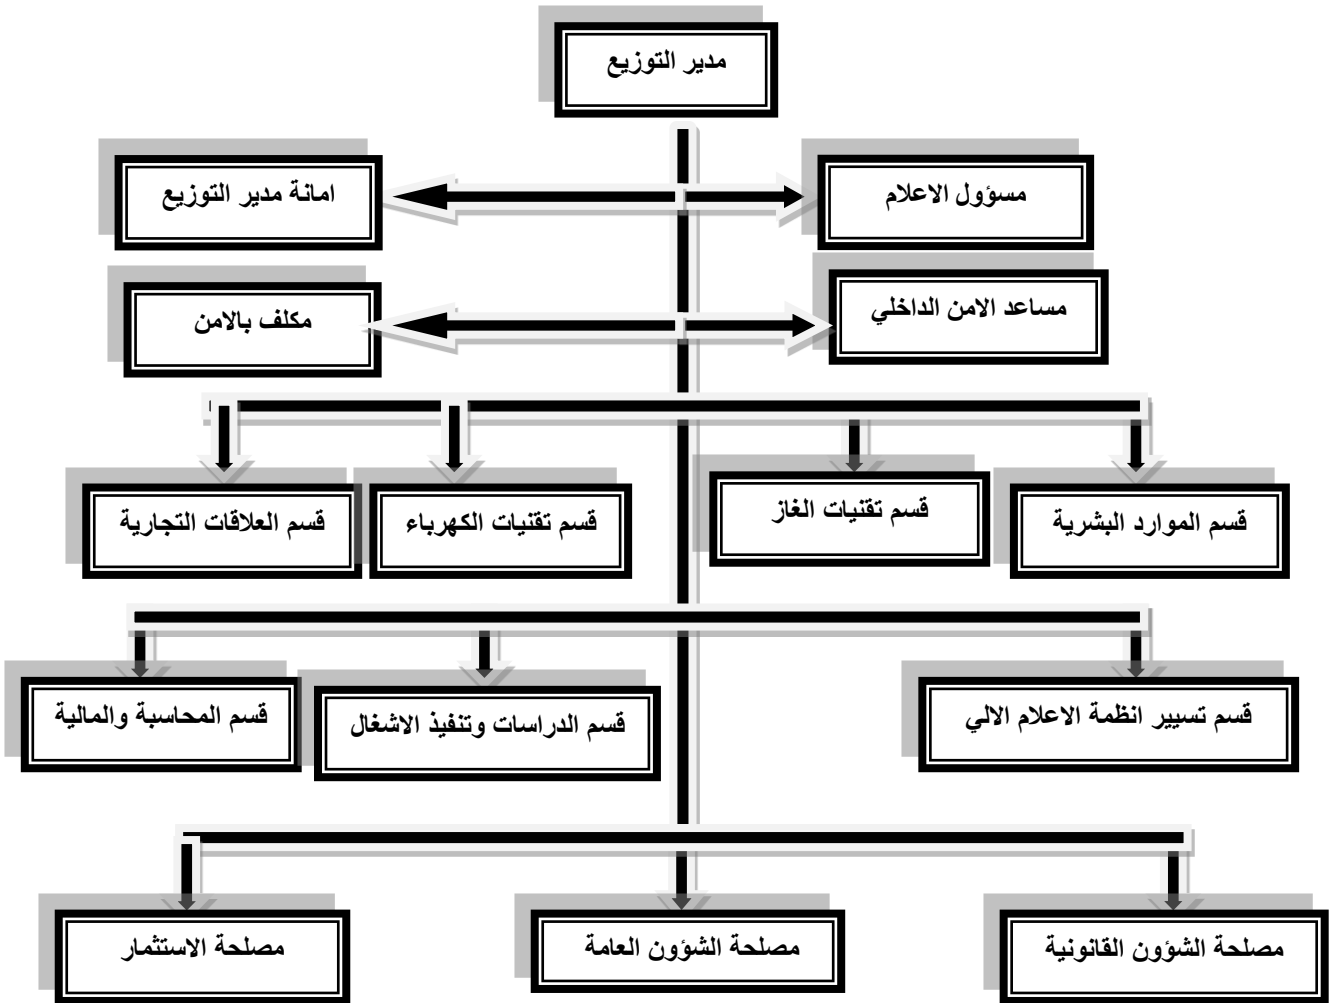 مدير التوزيع
مسؤول الاعلام
امانة مدير التوزيع
مساعد الامن الداخلي
مكلف بالامن
قسم الموارد البشرية
قسم تقنيات الغاز
قسم تقنيات الكهرباء
قسم العلاقات التجارية
قسم تسيير انظمة الاعلام الالي
قسم الدراسات وتنفيذ الاشغال
قسم المحاسبة والمالية
مصلحة الشؤون القانونية
مصلحة الشؤون العامة
مصلحة الاستثمار